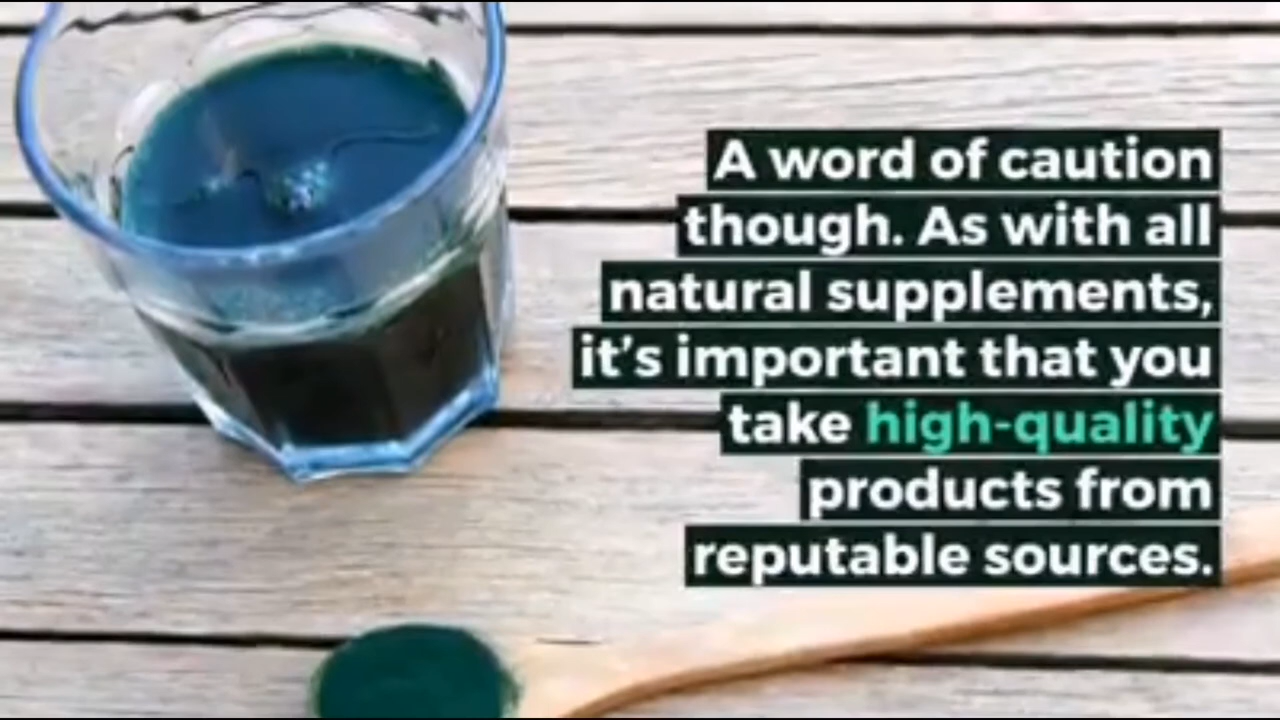 A word of caution
though. As with all
natural supplements,
it's important that you
take high-quality
products from
reputable sources.